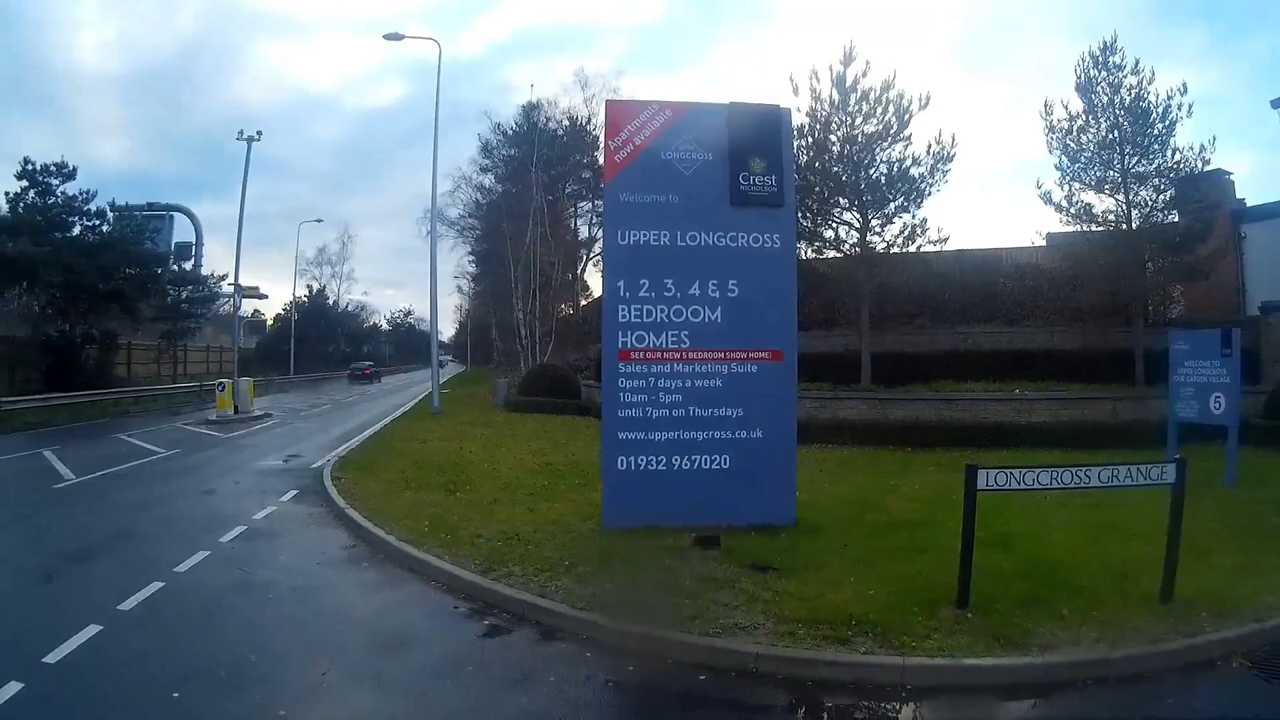 Apartments
now available
LONGCROSS
Crest
NICHOLSON
Welcome to
UPPER LONGCROSS
1, 2, 3, 4 & 5
BEDROOM
HOMES
SEE OUR NEW 5 BEDROOM SHOW HOME!
Sales and Marketing Suite
Open 7 days a week
10am - 5pm
until 7pm on Thursdays
www.upperlongcross.co.uk
01932 967020
WELCOME TO
UPPER LONGCROSS
OUR GARDEN VILLAGE
5
LONGCROSS GRANGE